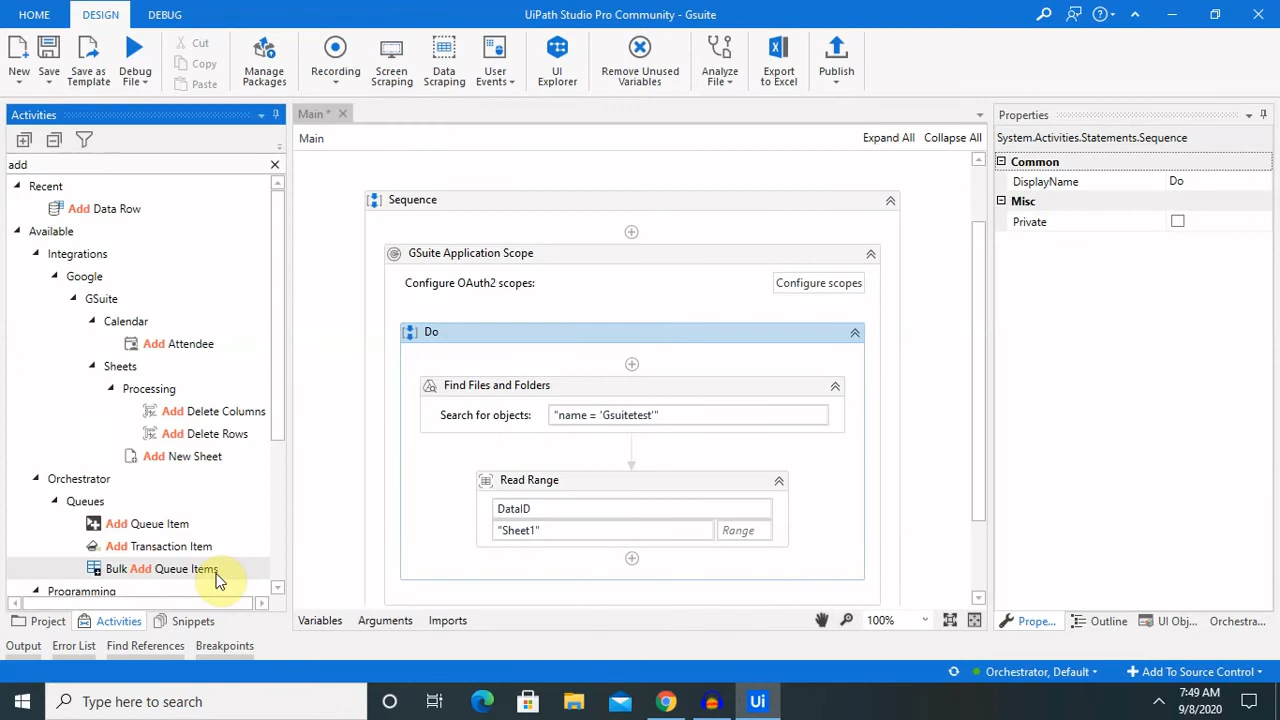 HOME
DESIGN
DEBUG
UiPath Studio Pro Community - Gsuite
New
Save
Save as Template
Debug File
Cut
Copy
Paste
Manage Packages
Recording
Screen Scraping
Data Scraping
User Events
UI Explorer
Remove Unused Variables
Analyze File
Export to Excel
Publish
Activities
add
Recent
Add Data Row
Available
Integrations
Google
GSuite
Calendar
Add Attendee
Sheets
Processing
Add Delete Columns
Add Delete Rows
Add New Sheet
Orchestrator
Queues
Add Queue Item
Add Transaction Item
Bulk Add Queue Items
Programming
Project
Activities
Snippets
Main *
Main
Expand All
Collapse All
Sequence
GSuite Application Scope
Configure OAuth2 scopes:
Configure scopes
Do
Find Files and Folders
Search for objects:
"name = 'Gsuitetest'"
Read Range
DataID
"Sheet1"
Range
Variables
Arguments
Imports
100%
Properties
System.Activities.Statements.Sequence
Common
DisplayName
Do
Misc
Private
Prope...
Outline
UI Obj...
Orchestra...
Output
Error List
Find References
Breakpoints
Orchestrator, Default
Add To Source Control
Type here to search
Ui
7:49 AM
9/8/2020